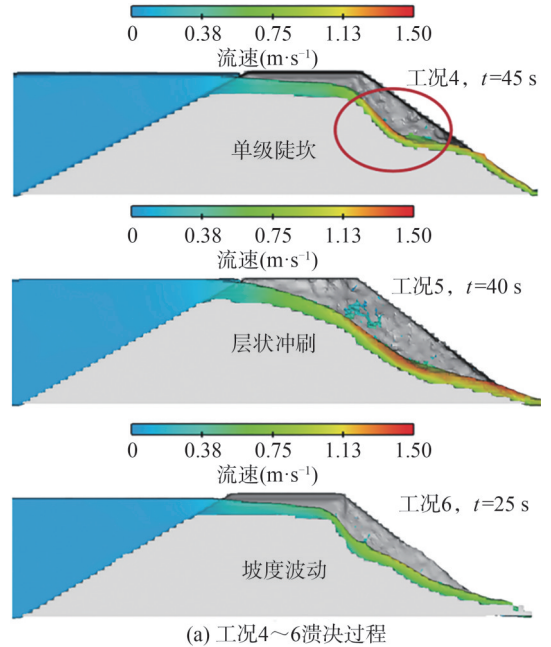 0 0.38 0.75 1.13 1.50
流速(m·s⁻¹)
工况4，t=45 s
单级陡坎
0 0.38 0.75 1.13 1.50
流速(m·s⁻¹)
工况5，t=40 s
层状冲刷
0 0.38 0.75 1.13 1.50
流速(m·s⁻¹)
工况6，t=25 s
坡度波动
(a) 工况4～6溃决过程